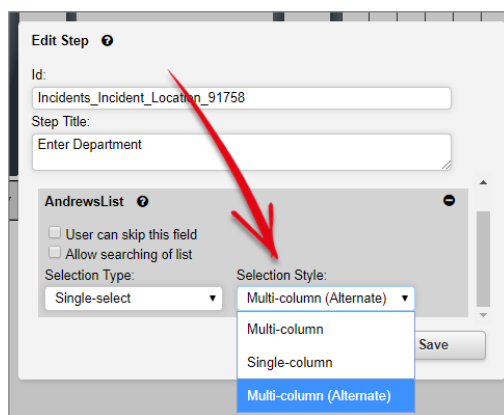 Edit Step
Id:
Incidents_Incident_Location_91758
Step Title:
Enter Department
AndrewsList
User can skip this field
Allow searching of list
Selection Type: Selection Style:
Single-select Multi-column (Alternate)
Multi-column
Single-column
Save
Multi-column (Alternate)